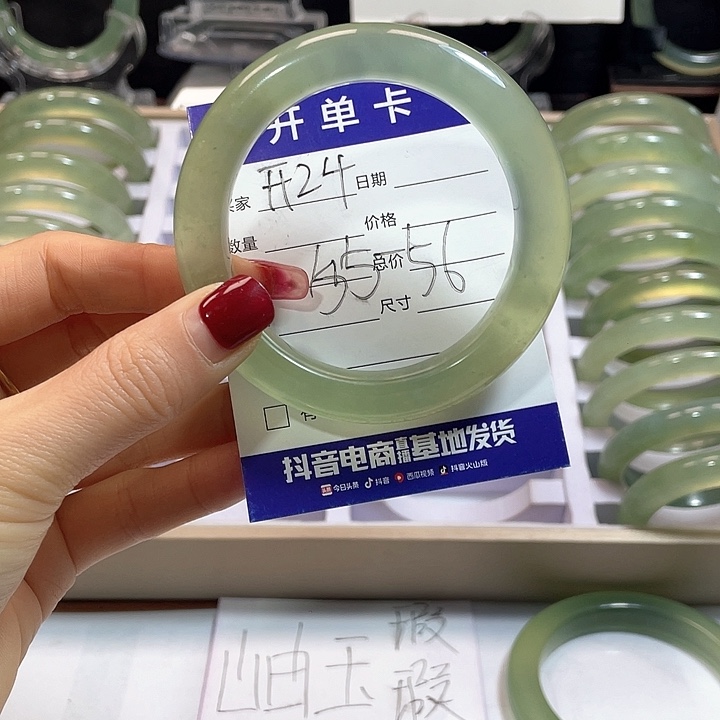 开单卡
买家 开24 日期
数量 价格
总价
55-56
尺寸
抖音电商直播基地发货
今日头条 抖音 西瓜视频 抖音火山版
岫玉
瑕
瑕